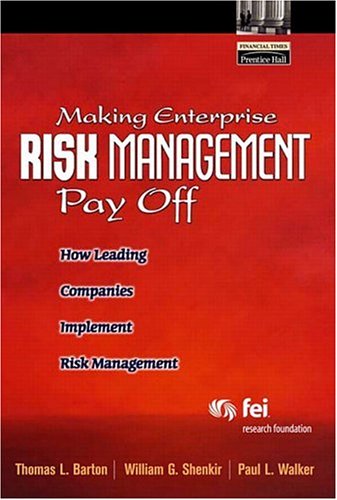 FINANCIAL TIMES
Prentice Hall
Making Enterprise
RISK MANAGEMENT
Pay Off
How Leading
Companies
Implement
Risk Management
fei
research foundation
Thomas L. Barton | William G. Shenkir | Paul L. Walker